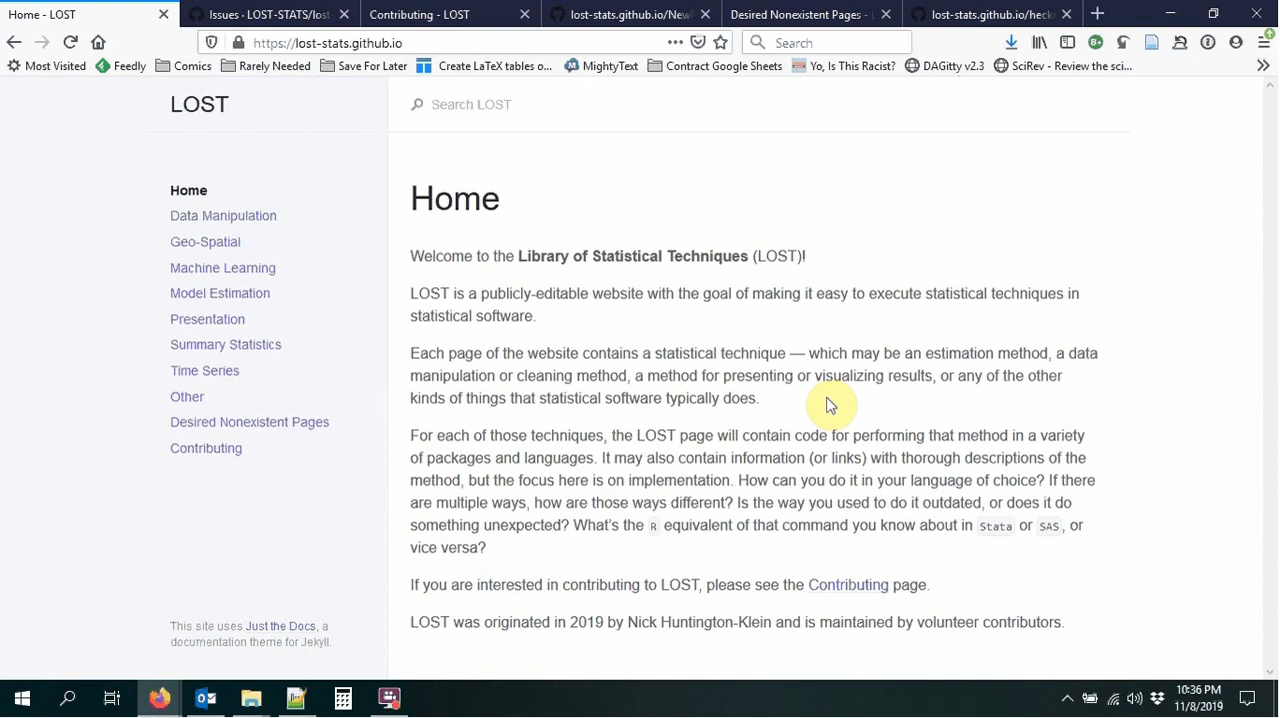 Home - LOST
Issues · LOST-STATS/lost
Contributing - LOST
lost-stats.github.io/New
Desired Nonexistent Pages -
lost-stats.github.io/heck
https://lost-stats.github.io
Search
Most Visited
Feedly
Comics
Rarely Needed
Save For Later
Create LaTeX tables o...
MightyText
Contract Google Sheets
Yo, Is This Racist?
DAGitty v2.3
SciRev - Review the sci...
LOST
Search LOST
Home
Data Manipulation
Geo-Spatial
Machine Learning
Model Estimation
Presentation
Summary Statistics
Time Series
Other
Desired Nonexistent Pages
Contributing
This site uses Just the Docs, a
documentation theme for Jekyll.
Home
Welcome to the Library of Statistical Techniques (LOST)!
LOST is a publicly-editable website with the goal of making it easy to execute statistical techniques in
statistical software.
Each page of the website contains a statistical technique — which may be an estimation method, a data
manipulation or cleaning method, a method for presenting or visualizing results, or any of the other
kinds of things that statistical software typically does.
For each of those techniques, the LOST page will contain code for performing that method in a variety
of packages and languages. It may also contain information (or links) with thorough descriptions of the
method, but the focus here is on implementation. How can you do it in your language of choice? If there
are multiple ways, how are those ways different? Is the way you used to do it outdated, or does it do
something unexpected? What's the R equivalent of that command you know about in Stata or SAS, or
vice versa?
If you are interested in contributing to LOST, please see the Contributing page.
LOST was originated in 2019 by Nick Huntington-Klein and is maintained by volunteer contributors.
10:36 PM
11/8/2019